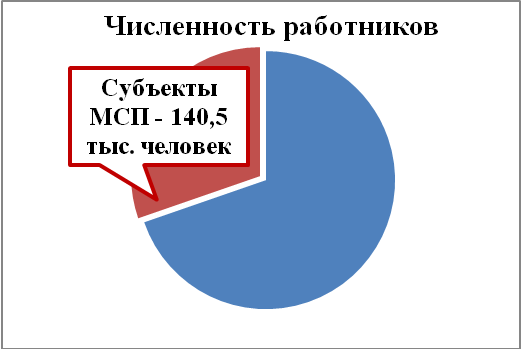 Численность работников
Субъекты
МСП - 140,5
тыс. человек